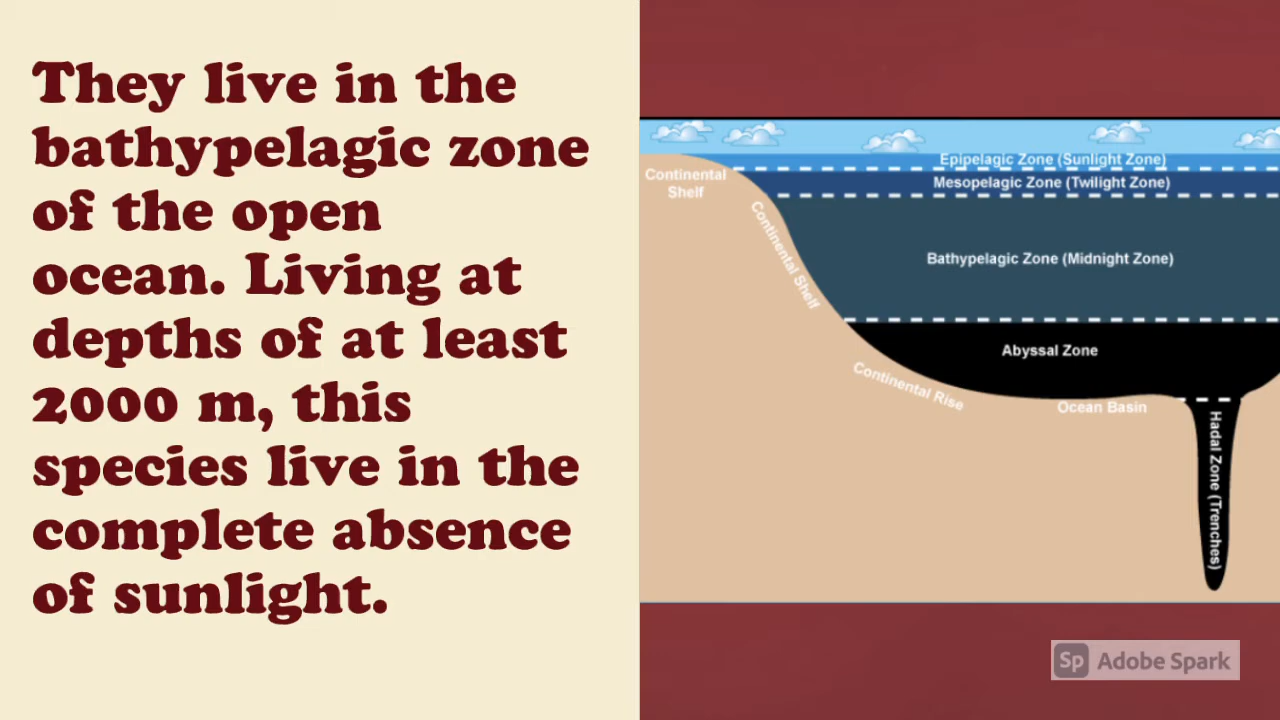 They live in the
bathypelagic zone
of the open
ocean. Living at
depths of at least
2000 m, this
species live in the
complete absence
of sunlight.
Epipelagic Zone (Sunlight Zone)
Continental
Shelf
Mesopelagic Zone (Twilight Zone)
Continental Shelf
Bathypelagic Zone (Midnight Zone)
Abyssal Zone
Continental Rise
Ocean Basin
Hadal Zone (Trenches)
Sp Adobe Spark